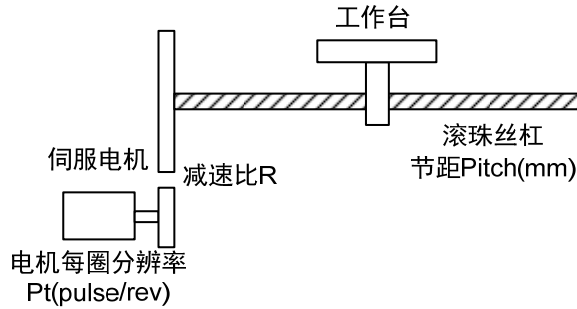 工作台
滚珠丝杠
节距Pitch(mm)
伺服电机
减速比R
电机每圈分辨率
Pt(pulse/rev)